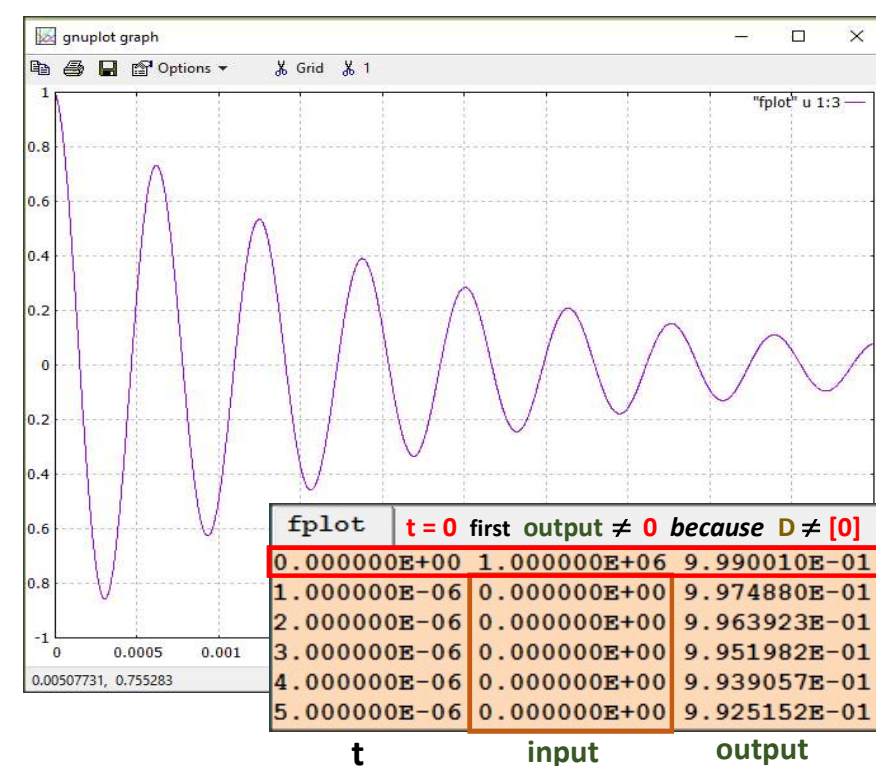 gnuplot graph
Options Grid 1
1
"fplot" u 1:3
0.8
0.6
0.4
0.2
0
0.2
0.4
0.6
0.8
-1
0 0.0005 0.001
0.00507731, 0.755283
fplot t = 0 first output ≠ 0 because D ≠ [0]
0.000000E+00 1.000000E+06 9.990010E-01
1.000000E-06 0.000000E+00 9.974880E-01
2.000000E-06 0.000000E+00 9.963923E-01
3.000000E-06 0.000000E+00 9.951982E-01
4.000000E-06 0.000000E+00 9.939057E-01
5.000000E-06 0.000000E+00 9.925152E-01
t input output